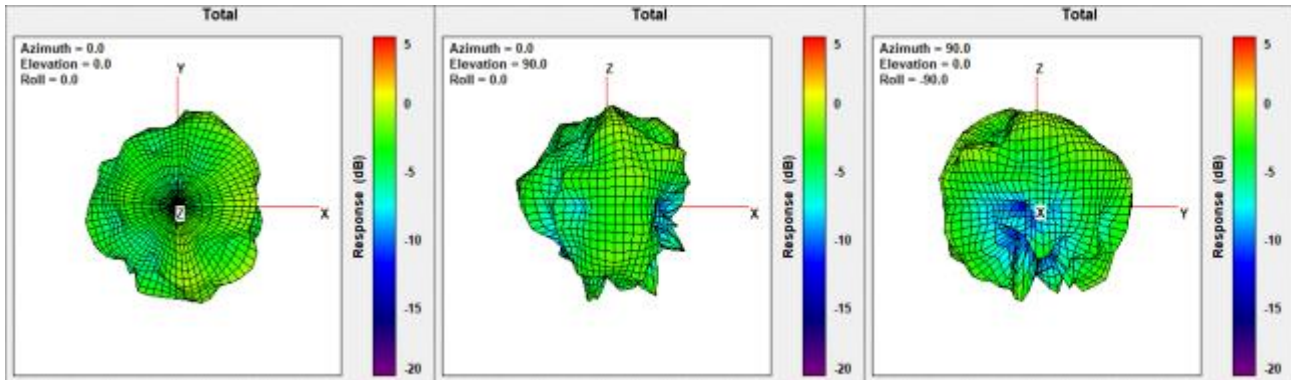 Total
Azimuth = 0.0
Elevation = 0.0
Roll = 0.0
Y
Z
X
5
0
-5
-10
-15
-20
Response (dB)
Total
Azimuth = 0.0
Elevation = 90.0
Roll = 0.0
Z
X
5
0
-5
-10
-15
-20
Response (dB)
Total
Azimuth = 90.0
Elevation = 0.0
Roll = -90.0
Z
X
Y
5
0
-5
-10
-15
-20
Response (dB)